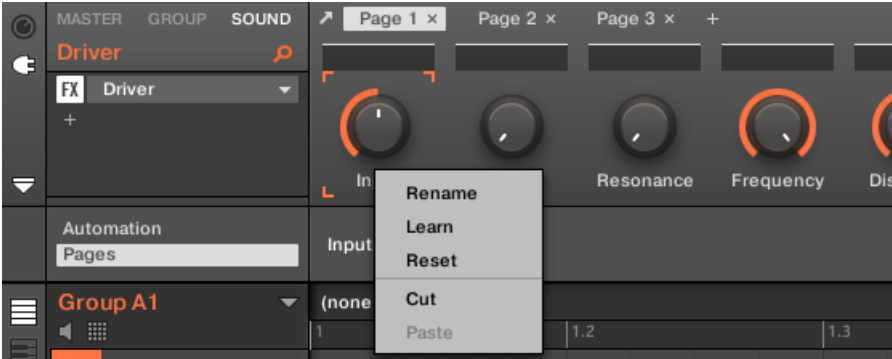 MASTER GROUP SOUND
Page 1 × Page 2 × Page 3 × +
Driver
FX Driver
+
In
Resonance Frequency Dis
Rename
Learn
Reset
Cut
Paste
Automation
Pages
Input
Group A1
(none
1 1.2 1.3